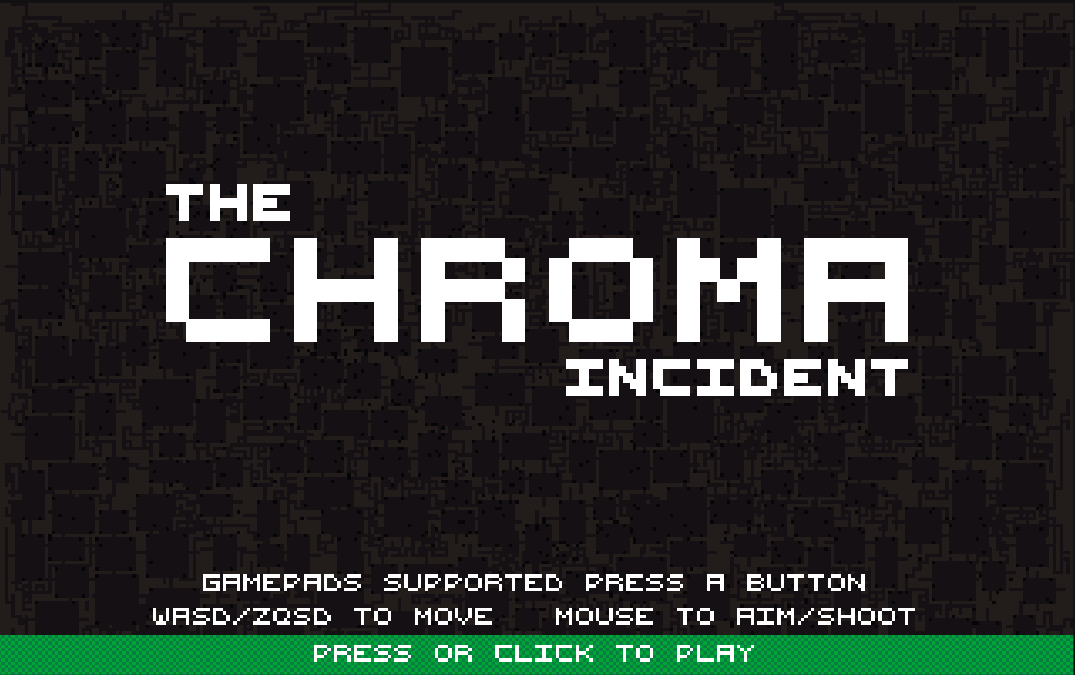 THE
CHROMA
INCIDENT
GAMEPADS SUPPORTED PRESS A BUTTON
WASD/ZQSD TO MOVE MOUSE TO AIM/SHOOT
PRESS OR CLICK TO PLAY